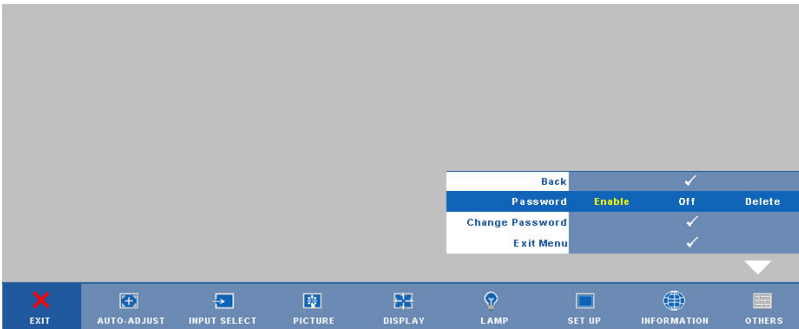 Back
Password Enable Off Delete
Change Password
Exit Menu
EXIT AUTO-ADJUST INPUT SELECT PICTURE DISPLAY LAMP SET UP INFORMATION OTHERS